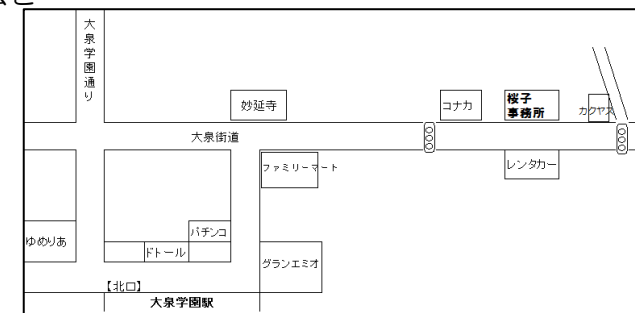 大泉学園通り
妙延寺
コナカ
桜子
事務所
カクヤス
大泉街道
ファミリーマート
レンタカー
ゆめりあ
パチンコ
ドトール
グランエミオ
【北口】
大泉学園駅